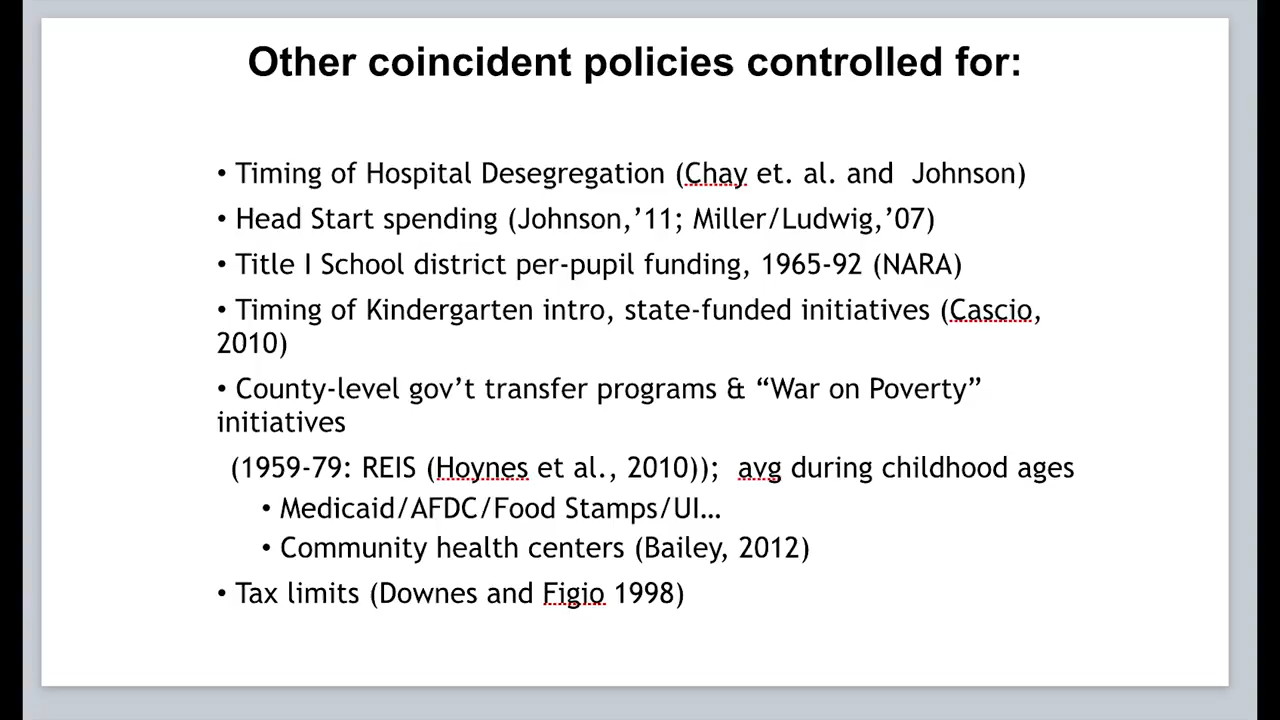 Other coincident policies controlled for:
• Timing of Hospital Desegregation (Chay et. al. and  Johnson)
• Head Start spending (Johnson,’11; Miller/Ludwig,’07)
• Title I School district per-pupil funding, 1965-92 (NARA)
• Timing of Kindergarten intro, state-funded initiatives (Cascio,
2010)
• County-level gov’t transfer programs & “War on Poverty”
initiatives
(1959-79: REIS (Hoynes et al., 2010));  avg during childhood ages
• Medicaid/AFDC/Food Stamps/UI…
• Community health centers (Bailey, 2012)
• Tax limits (Downes and Figio 1998)